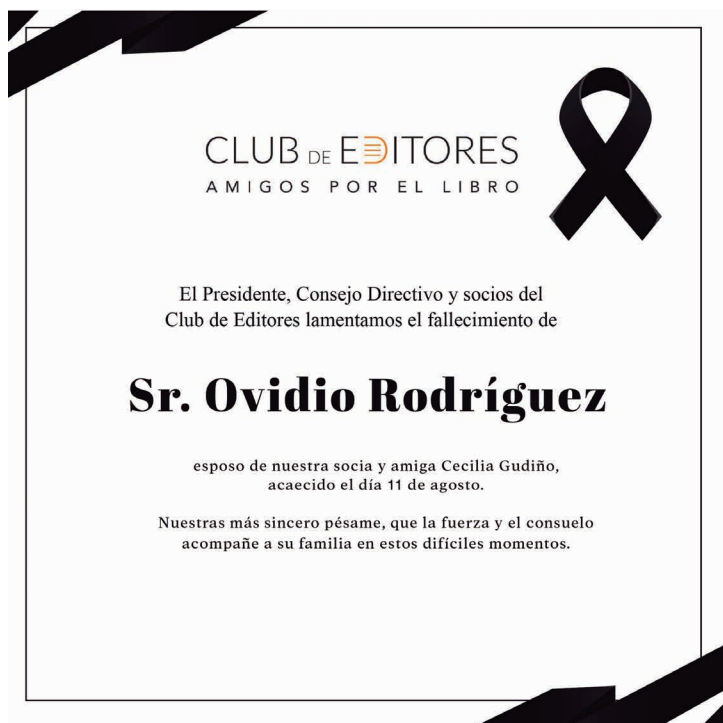 CLUB DE EDITORES
AMIGOS POR EL LIBRO
El Presidente, Consejo Directivo y socios del
Club de Editores lamentamos el fallecimiento de
Sr. Ovidio Rodríguez
esposo de nuestra socia y amiga Cecilia Gudiño,
acaecido el día 11 de agosto.
Nuestras más sincero pésame, que la fuerza y el consuelo
acompañe a su familia en estos difíciles momentos.